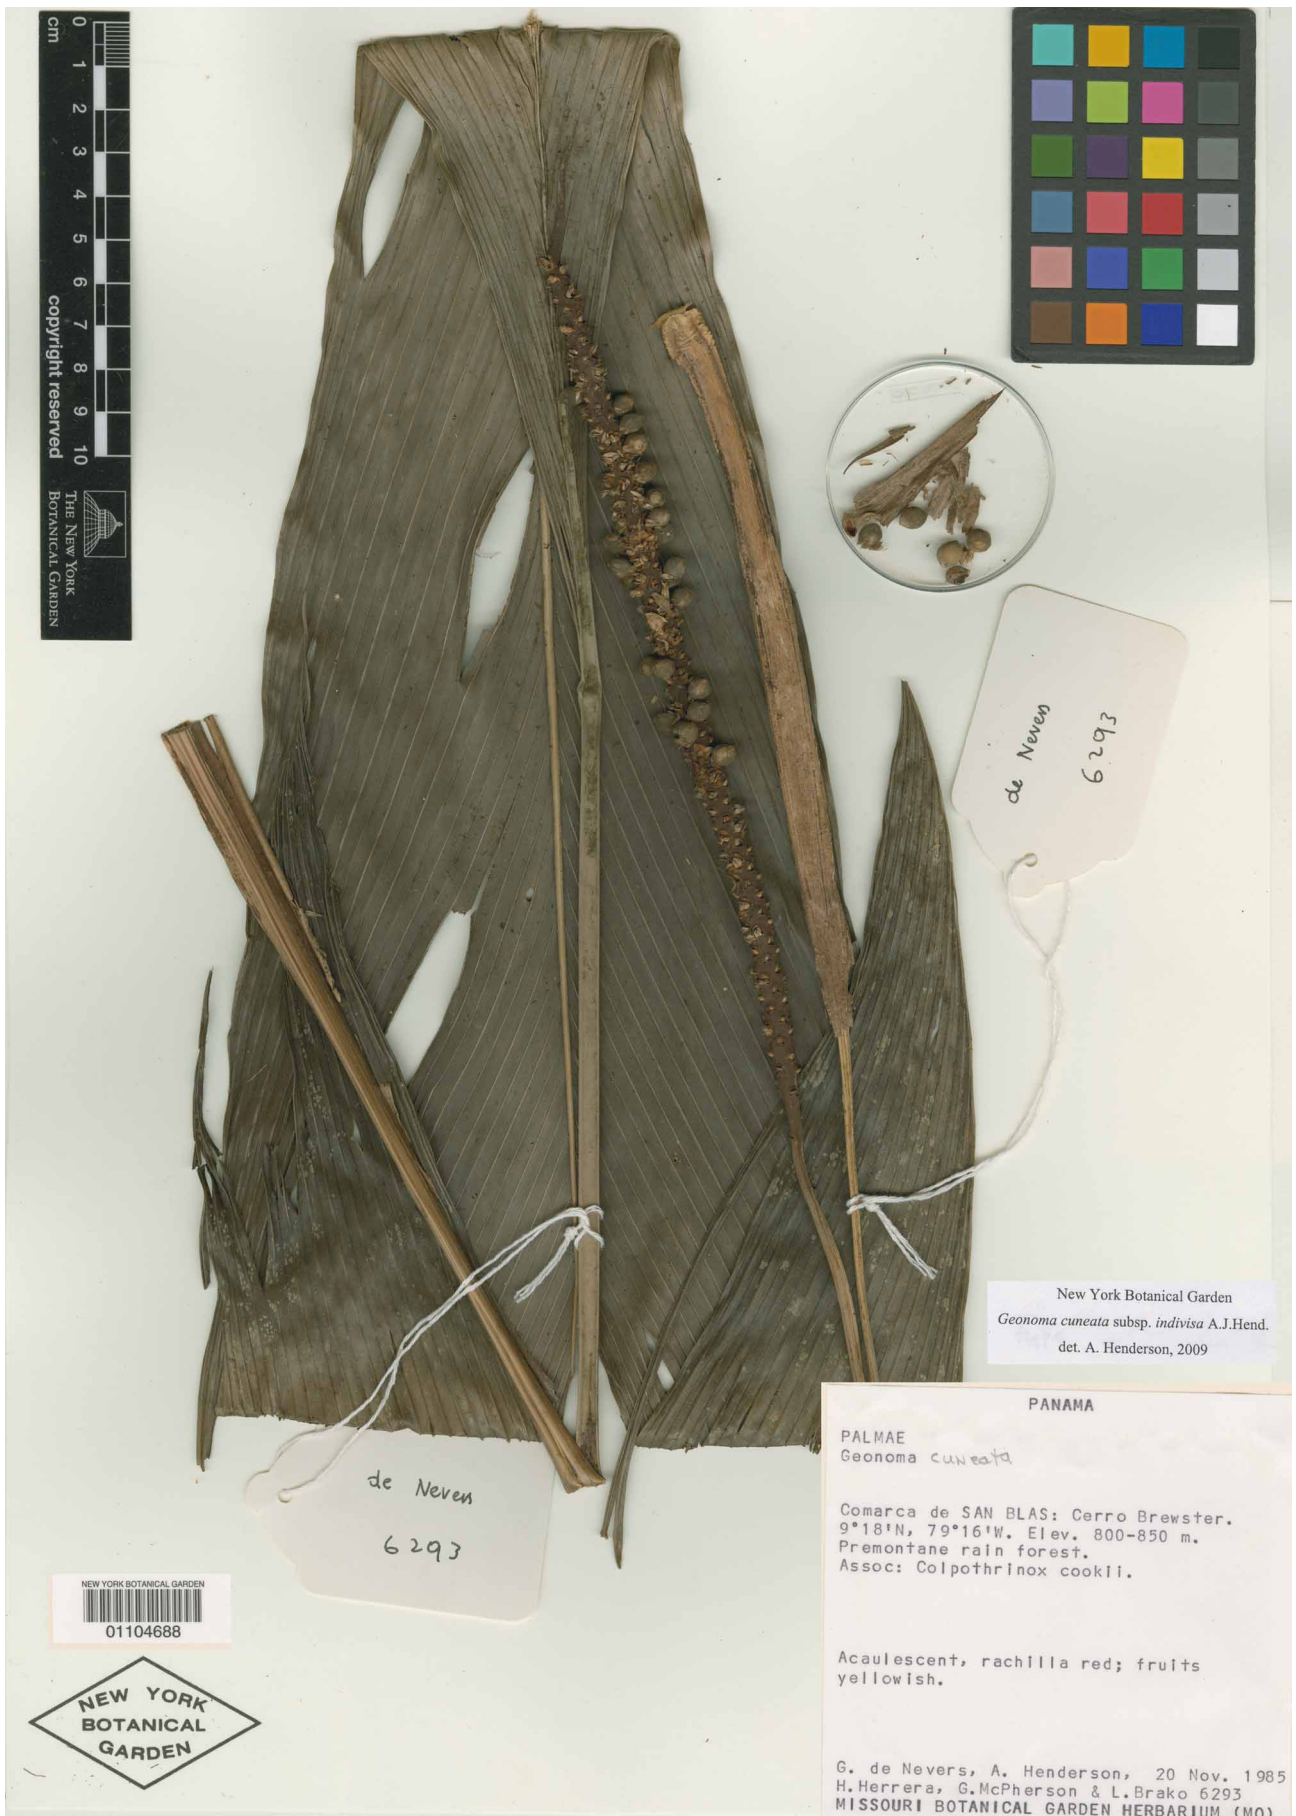 0
cm
1
2
3
4
5
6
7
8
9
10
copyright reserved
THE NEW YORK
BOTANICAL GARDEN
de Nevers
6293
New York Botanical Garden
Geonoma cuneata subsp. indivisa A.J.Hend.
det. A. Henderson, 2009
PANAMA
PALMAE
Geonoma cuneata
Comarca de SAN BLAS: Cerro Brewster.
9°18'N, 79°16'W. Elev. 800-850 m.
Premontane rain forest.
Assoc: Colpothrinox cookii.
Acaulescent, rachilla red; fruits
yellowish.
G. de Nevers, A. Henderson, 20 Nov. 1985
H.Herrera, G.McPherson & L.Brako 6293
MISSOURI BOTANICAL GARDEN HERBARIUM (MO)
de Nevers
6293
NEW YORK BOTANICAL GARDEN
01104688
NEW YORK
BOTANICAL
GARDEN